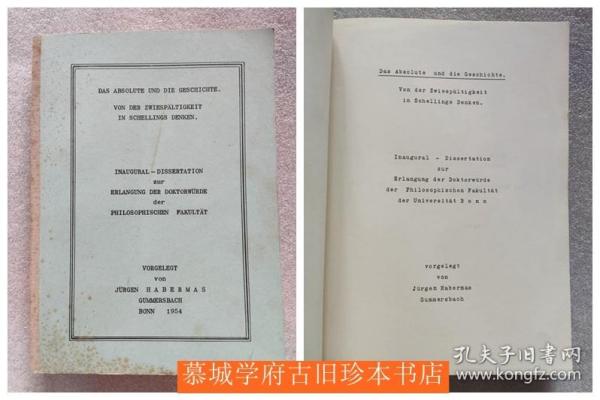 DAS ABSOLUTE UND DIE GESCHICHTE.
VON DER ZWIESPÄLTIGKEIT
IN SCHELLINGS DENKEN.
INAUGURAL - DISSERTATION
zur
ERLANGUNG DER DOKTORWÜRDE
der
PHILOSOPHISCHEN FAKULTÄT
VORGELEGT
von
JÜRGEN HABERMAS
GUMMERSBACH
BONN 1954
Das Absolute und die Geschichte.
Von der Zwiespältigkeit
in Schellings Denken.
Inaugural - Dissertation
zur
Erlangung der Doktorwürde
der Philosophischen Fakultät
der Universität Bonn
vorgelegt
von
Jürgen Habermas
Gummersbach
慕城学府古旧珍本书店
孔夫子旧书网
www.kongfz.com